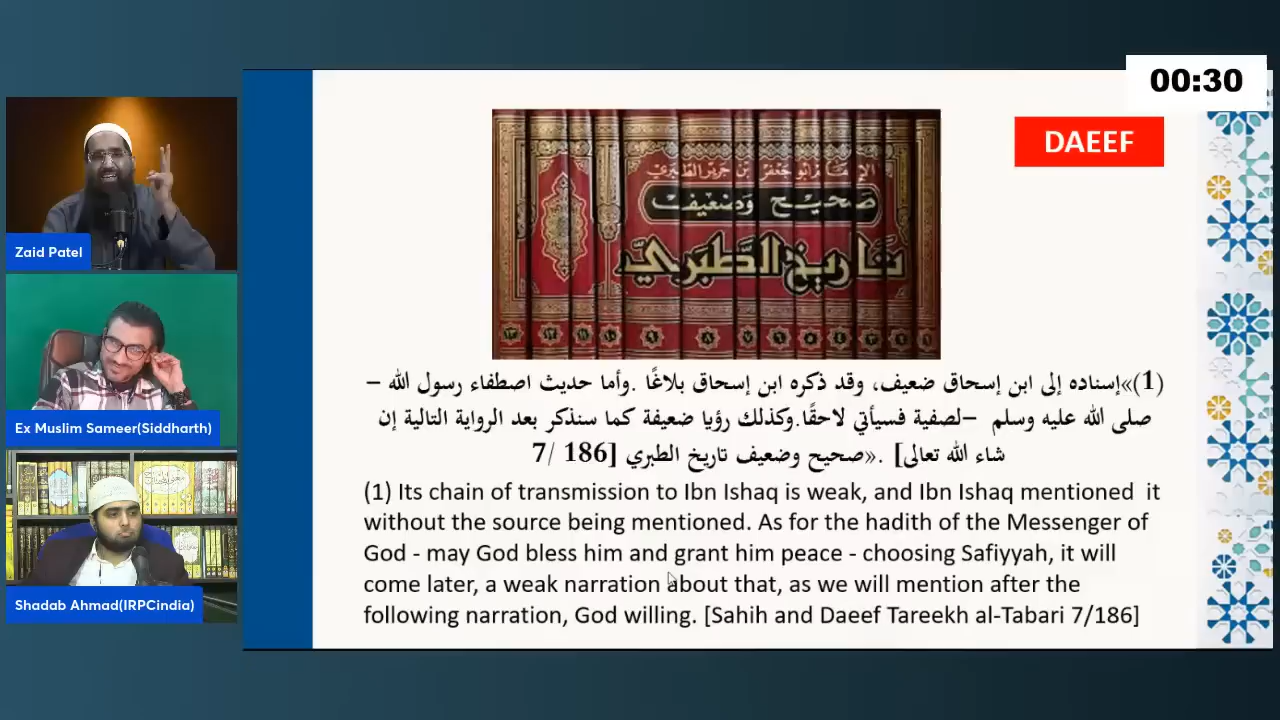 00:30
DAEEF
الإمام أبو جعفر بن جرير الطبري
صحيح وضعيف
تاريخ الطبري
(1)»إسناده إلى ابن إسحاق ضعيف، وقد ذكره ابن إسحاق بلاغًا .وأما حديث اصطفاء رسول الله –
صلى الله عليه وسلم –لصفية فسيأتي لاحقًا.وكذلك رؤيا ضعيفة كما سنذكر بعد الرواية التالية إن
شاء الله تعالى] .«صحيح وضعيف تاريخ الطبري [186 /7
(1) Its chain of transmission to Ibn Ishaq is weak, and Ibn Ishaq mentioned it
without the source being mentioned. As for the hadith of the Messenger of
God - may God bless him and grant him peace - choosing Safiyyah, it will
come later, a weak narration about that, as we will mention after the
following narration, God willing. [Sahih and Daeef Tareekh al-Tabari 7/186]
Zaid Patel
Ex Muslim Sameer(Siddharth)
Shadab Ahmad(IRPCindia)